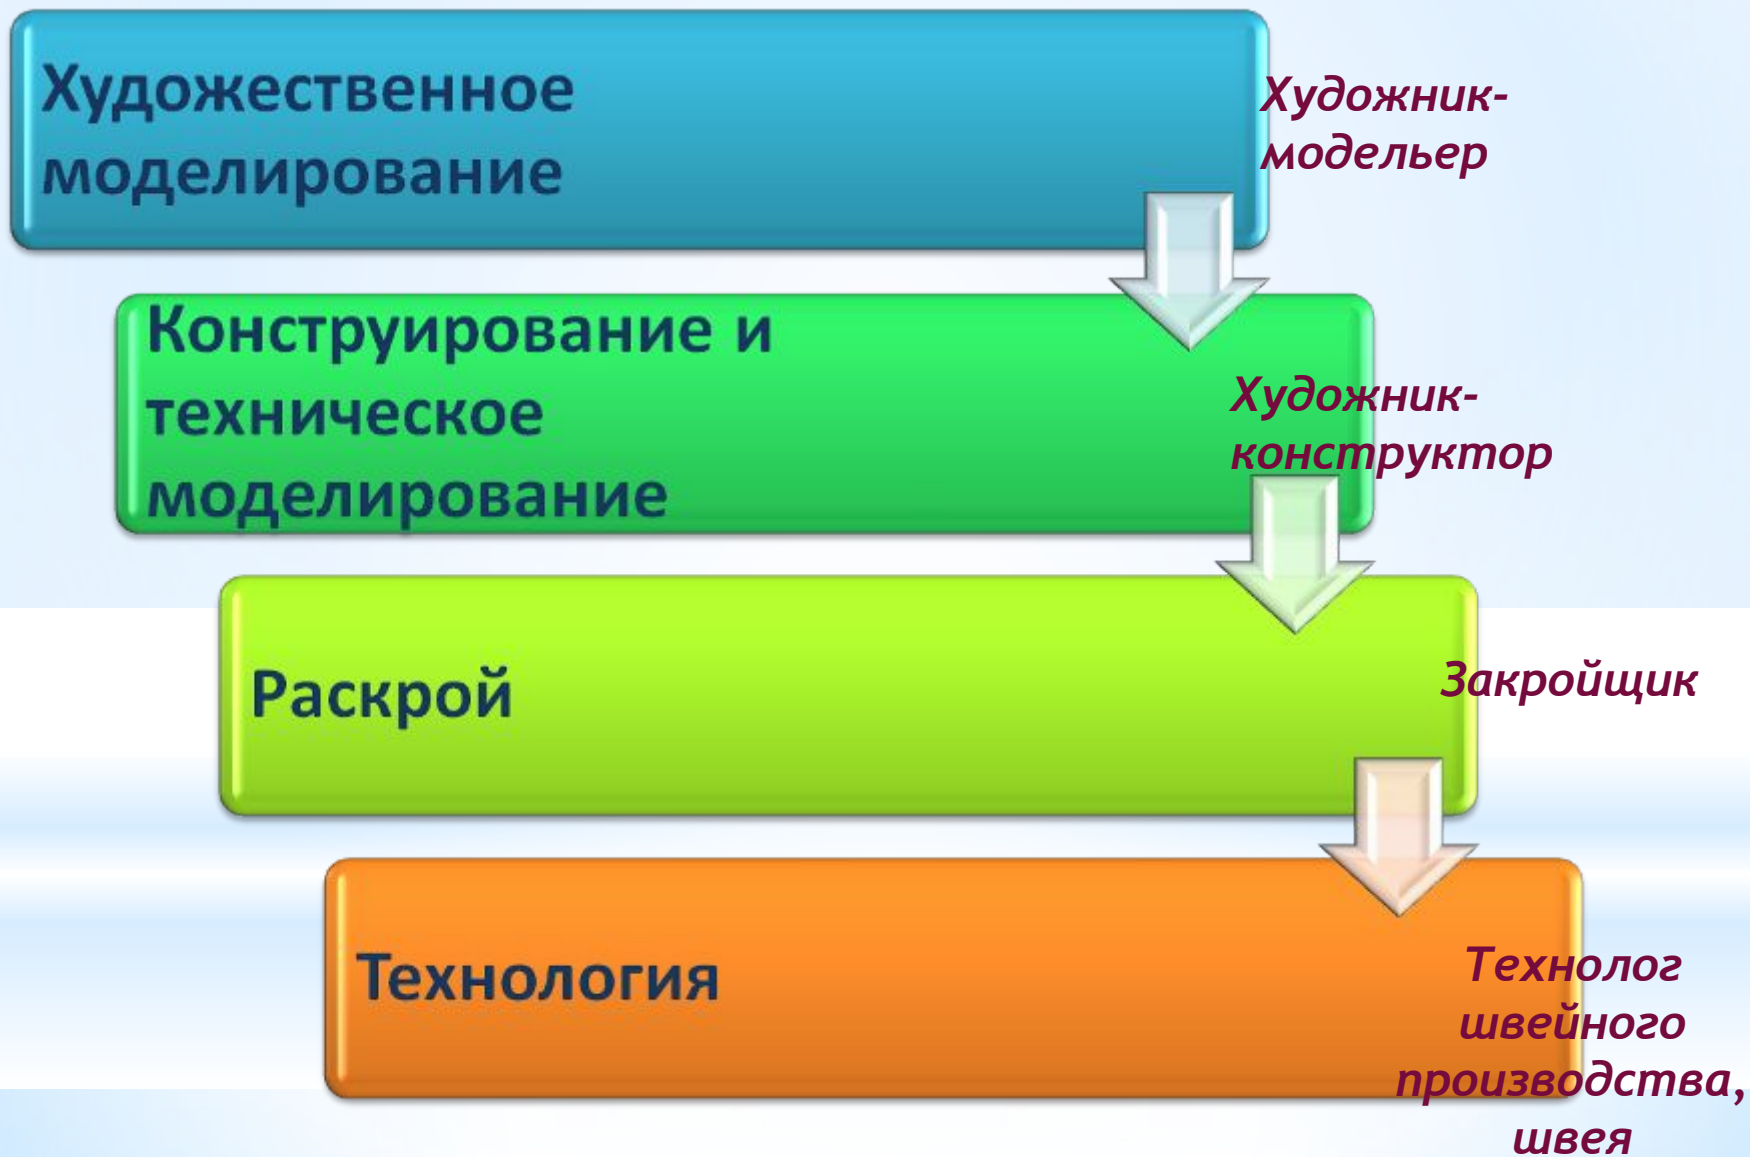 Художественное
моделирование
Художник-
модельер
Конструирование и
техническое
моделирование
Художник-
конструктор
Раскрой
Закройщик
Технология
Технолог
швейного
производства,
швея